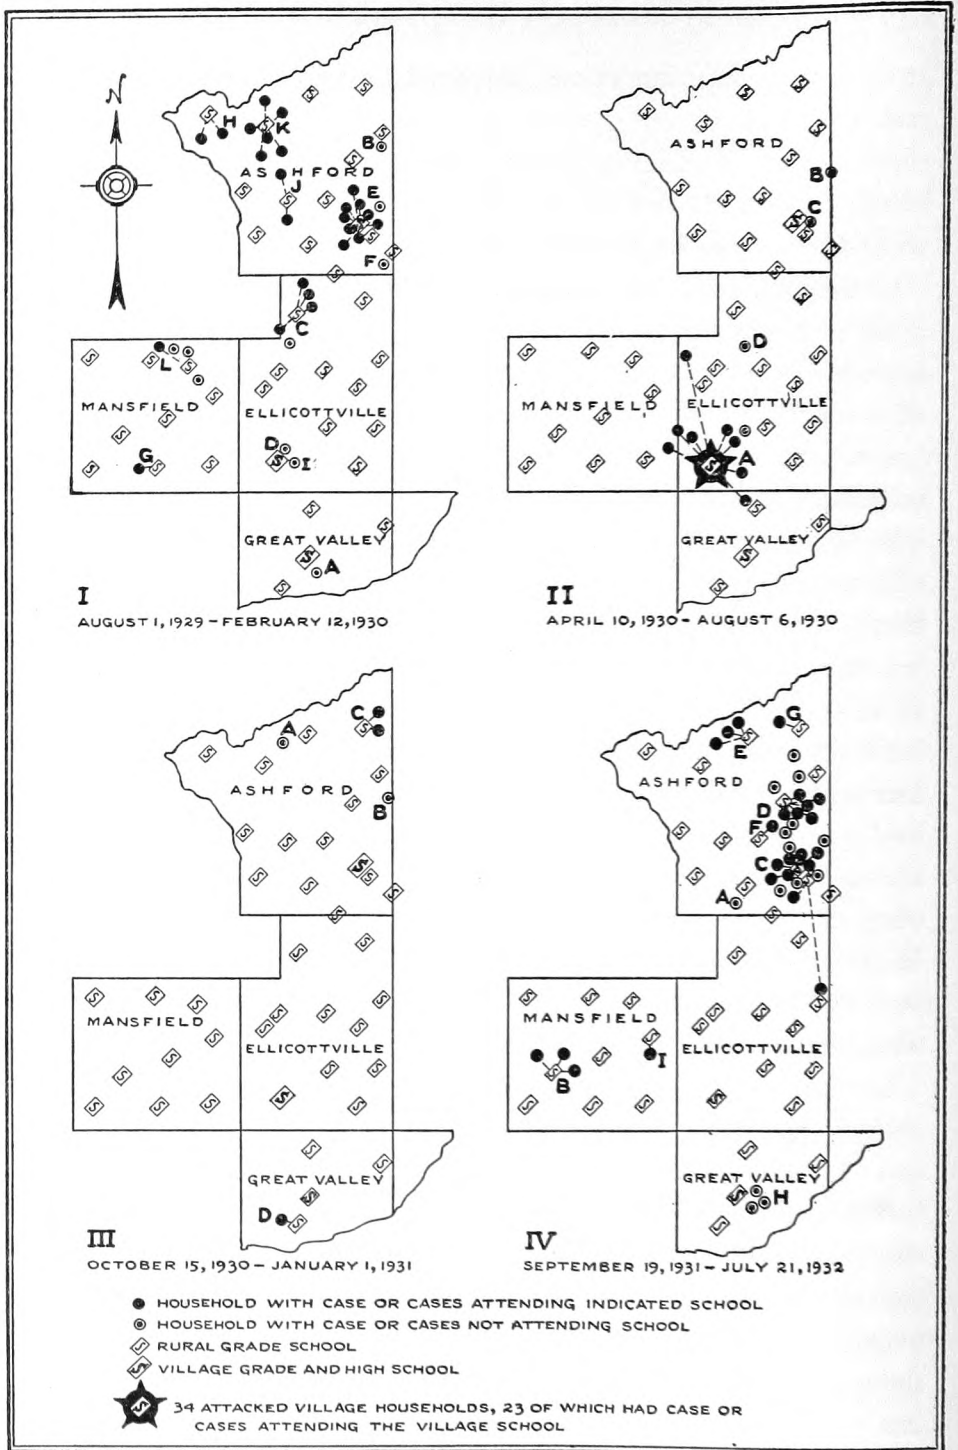 N
H
K
B
ASHFORD
J
E
F
C
L
MANSFIELD
ELLICOTTVILLE
G
D
I
GREAT VALLEY
A
I
AUGUST 1, 1929 – FEBRUARY 12, 1930
ASHFORD
B
C
D
MANSFIELD
ELLICOTTVILLE
A
GREAT VALLEY
II
APRIL 10, 1930 – AUGUST 6, 1930
A
C
ASHFORD
B
MANSFIELD
ELLICOTTVILLE
GREAT VALLEY
D
III
OCTOBER 15, 1930 – JANUARY 1, 1931
G
E
ASHFORD
D
F
C
A
MANSFIELD
I
ELLICOTTVILLE
B
GREAT VALLEY
H
IV
SEPTEMBER 19, 1931 – JULY 21, 1932
HOUSEHOLD WITH CASE OR CASES ATTENDING INDICATED SCHOOL
HOUSEHOLD WITH CASE OR CASES NOT ATTENDING SCHOOL
S RURAL GRADE SCHOOL
S VILLAGE GRADE AND HIGH SCHOOL
S 34 ATTACKED VILLAGE HOUSEHOLDS, 23 OF WHICH HAD CASE OR
CASES ATTENDING THE VILLAGE SCHOOL